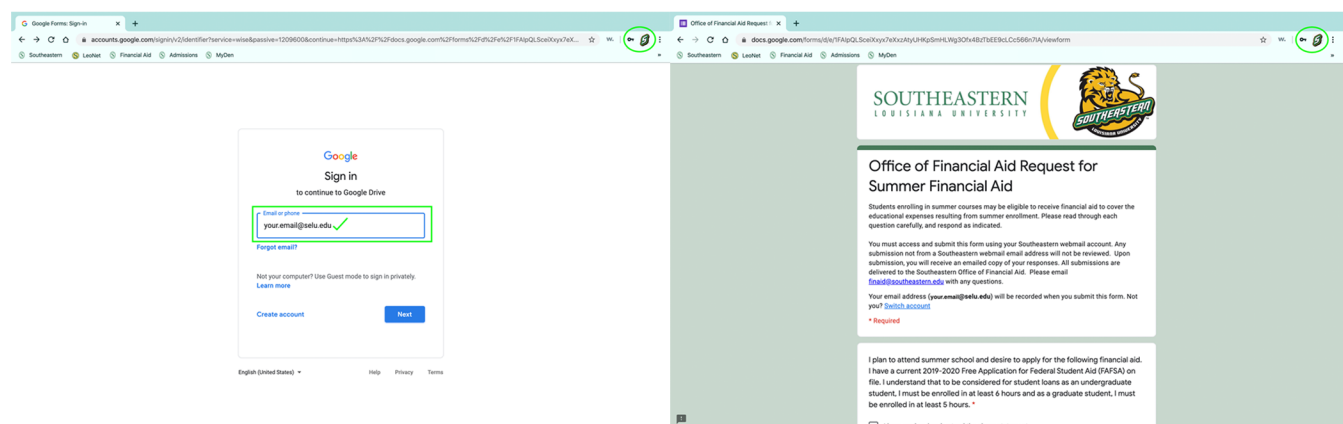 Google Forms: Sign-in
accounts.google.com/signin/v2/identifier?service=wise&passive=1209600&continue=https%3A%2F%2Fdocs.google.com%2Fforms%2Fd%2Fe%2F1FAIpQLSceiXxyx7eX...
Southeastern LeoNet Financial Aid Admissions MyDen
Google
Sign in
to continue to Google Drive
Email or phone
your.email@selu.edu
Forgot email?
Not your computer? Use Guest mode to sign in privately.
Learn more
Create account Next
English (United States) Help Privacy Terms
Office of Financial Aid Request
docs.google.com/forms/d/e/1FAIpQLSceiXxyx7eXxzAtyUHKpSmHLWg3Ofx4BzTbEE9cLCc566n7IA/viewform
Southeastern LeoNet Financial Aid Admissions MyDen
SOUTHEASTERN
LOUISIANA UNIVERSITY
SOUTHEASTERN
LOUISIANA UNIVERSITY
Office of Financial Aid Request for
Summer Financial Aid
Students enrolling in summer courses may be eligible to receive financial aid to cover the
educational expenses resulting from summer enrollment. Please read through each
question carefully, and respond as indicated.
You must access and submit this form using your Southeastern webmail account. Any
submission not from a Southeastern webmail email address will not be reviewed. Upon
submission, you will receive an emailed copy of your responses. All submissions are
delivered to the Southeastern Office of Financial Aid. Please email
finaid@southeastern.edu with any questions.
Your email address (your.email@selu.edu) will be recorded when you submit this form. Not
you? Switch account
* Required
I plan to attend summer school and desire to apply for the following financial aid.
I have a current 2019-2020 Free Application for Federal Student Aid (FAFSA) on
file. I understand that to be considered for student loans as an undergraduate
student, I must be enrolled in at least 6 hours and as a graduate student, I must
be enrolled in at least 5 hours. *